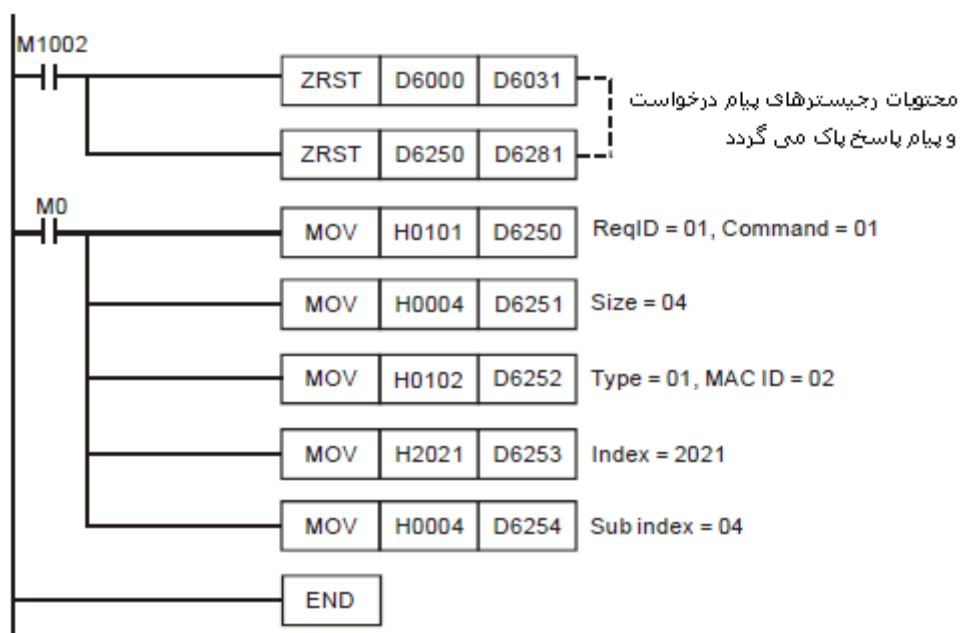 M1002
ZRST D6000 D6031
محتویات رجیسترهای پیام درخواست
و پیام پاسخ پاک می گردد
ZRST D6250 D6281
M0
MOV H0101 D6250 ReqID = 01, Command = 01
MOV H0004 D6251 Size = 04
MOV H0102 D6252 Type = 01, MAC ID = 02
MOV H2021 D6253 Index = 2021
MOV H0004 D6254 Sub index = 04
END